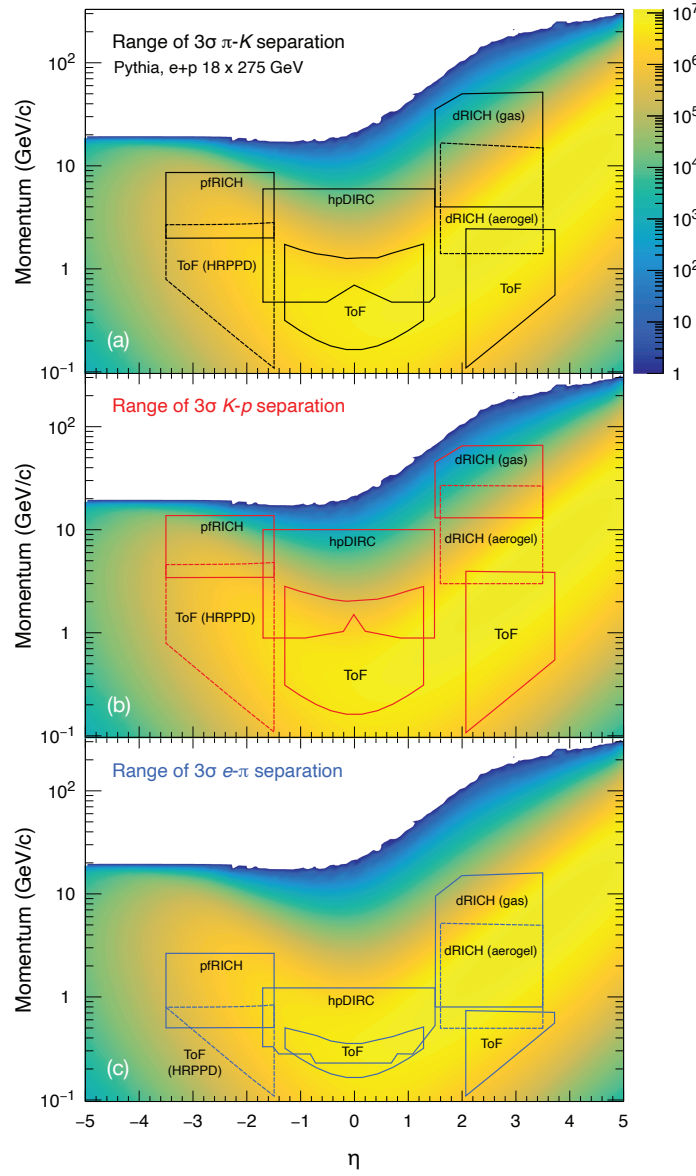 Range of 3σ π-K separation
Pythia, e+p 18 x 275 GeV
dRICH (gas)
pfRICH
hpDIRC
dRICH (aerogel)
ToF (HRPPD)
ToF
ToF
(a)
Momentum (GeV/c)
10²
10
1
10⁻¹
10⁷
10⁶
10⁵
10⁴
10³
10²
10
1
Range of 3σ K-p separation
dRICH (gas)
pfRICH
hpDIRC
dRICH (aerogel)
ToF (HRPPD)
ToF
ToF
(b)
Momentum (GeV/c)
10²
10
1
10⁻¹
Range of 3σ e-π separation
dRICH (gas)
dRICH (aerogel)
pfRICH
hpDIRC
ToF
(HRPPD)
ToF
ToF
(c)
Momentum (GeV/c)
10²
10
1
10⁻¹
−5 −4 −3 −2 −1 0 1 2 3 4 5
η